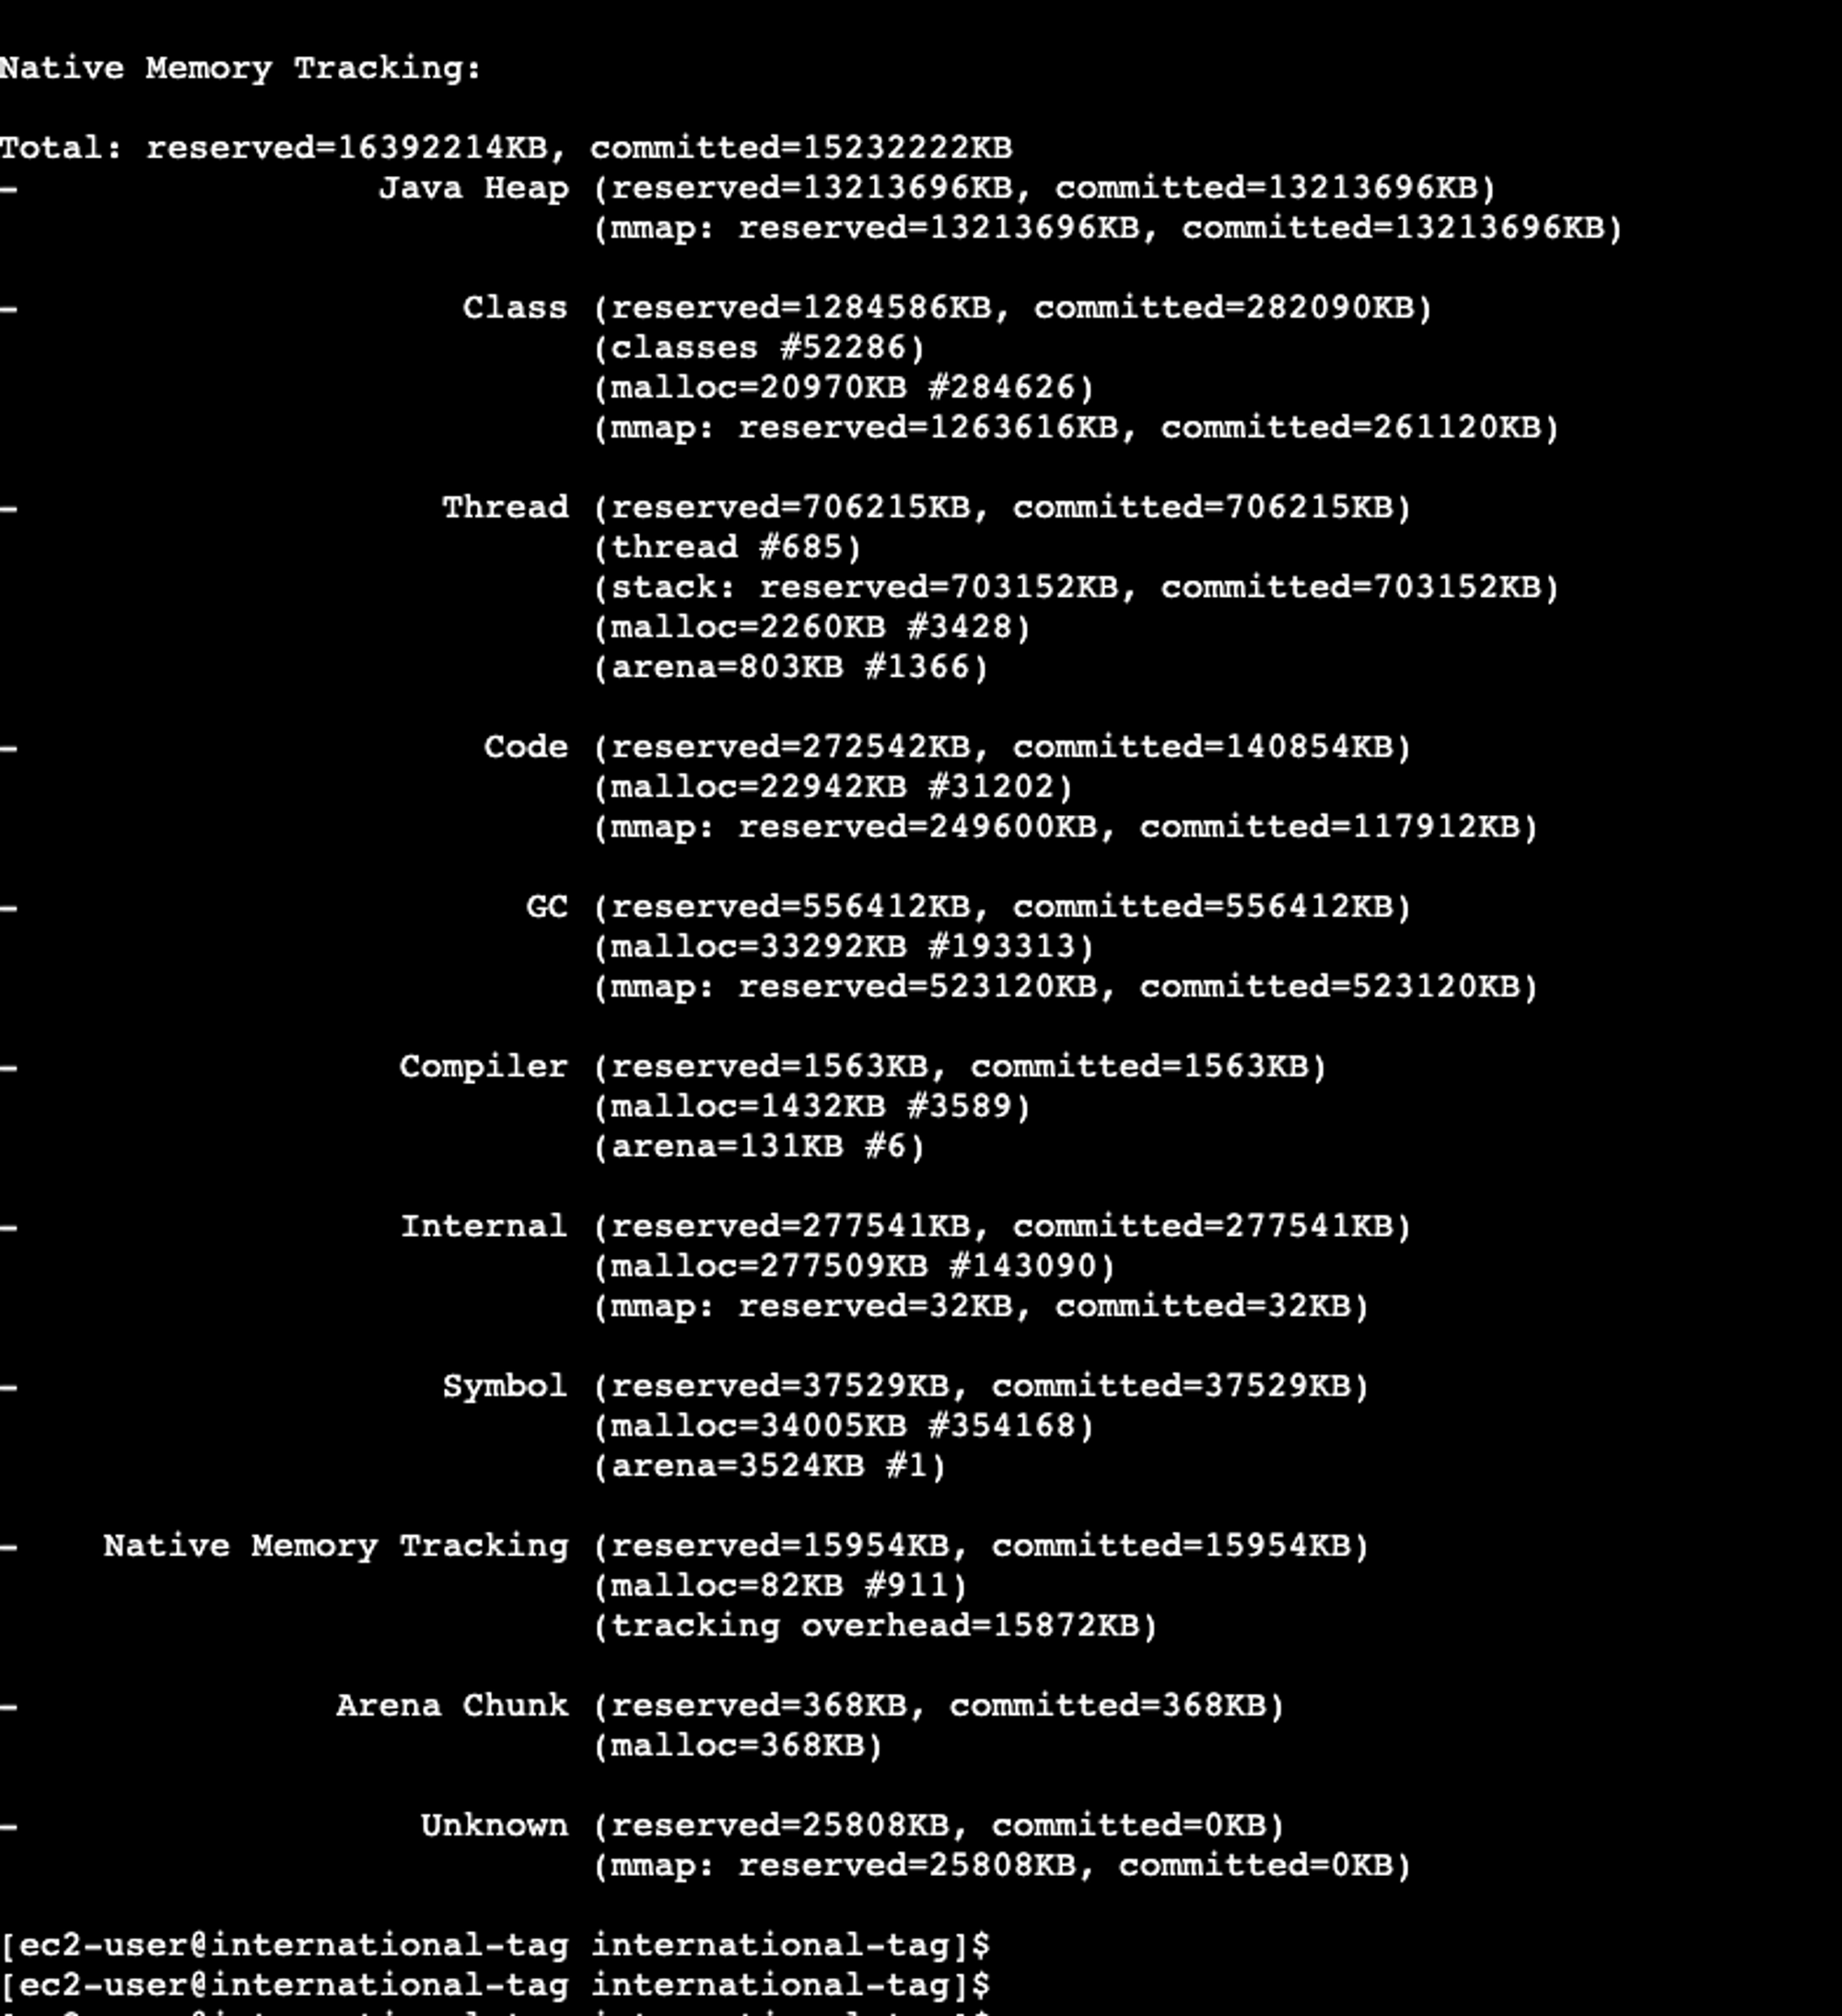 Native Memory Tracking:
Total: reserved=16392214KB, committed=15232222KB
- Java Heap (reserved=13213696KB, committed=13213696KB)
(mmap: reserved=13213696KB, committed=13213696KB)
- Class (reserved=1284586KB, committed=282090KB)
(classes #52286)
(malloc=20970KB #284626)
(mmap: reserved=1263616KB, committed=261120KB)
- Thread (reserved=706215KB, committed=706215KB)
(thread #685)
(stack: reserved=703152KB, committed=703152KB)
(malloc=2260KB #3428)
(arena=803KB #1366)
- Code (reserved=272542KB, committed=140854KB)
(malloc=22942KB #31202)
(mmap: reserved=249600KB, committed=117912KB)
- GC (reserved=556412KB, committed=556412KB)
(malloc=33292KB #193313)
(mmap: reserved=523120KB, committed=523120KB)
- Compiler (reserved=1563KB, committed=1563KB)
(malloc=1432KB #3589)
(arena=131KB #6)
- Internal (reserved=277541KB, committed=277541KB)
(malloc=277509KB #143090)
(mmap: reserved=32KB, committed=32KB)
- Symbol (reserved=37529KB, committed=37529KB)
(malloc=34005KB #354168)
(arena=3524KB #1)
- Native Memory Tracking (reserved=15954KB, committed=15954KB)
(malloc=82KB #911)
(tracking overhead=15872KB)
- Arena Chunk (reserved=368KB, committed=368KB)
(malloc=368KB)
- Unknown (reserved=25808KB, committed=0KB)
(mmap: reserved=25808KB, committed=0KB)
[ec2-user@international-tag international-tag]$
[ec2-user@international-tag international-tag]$